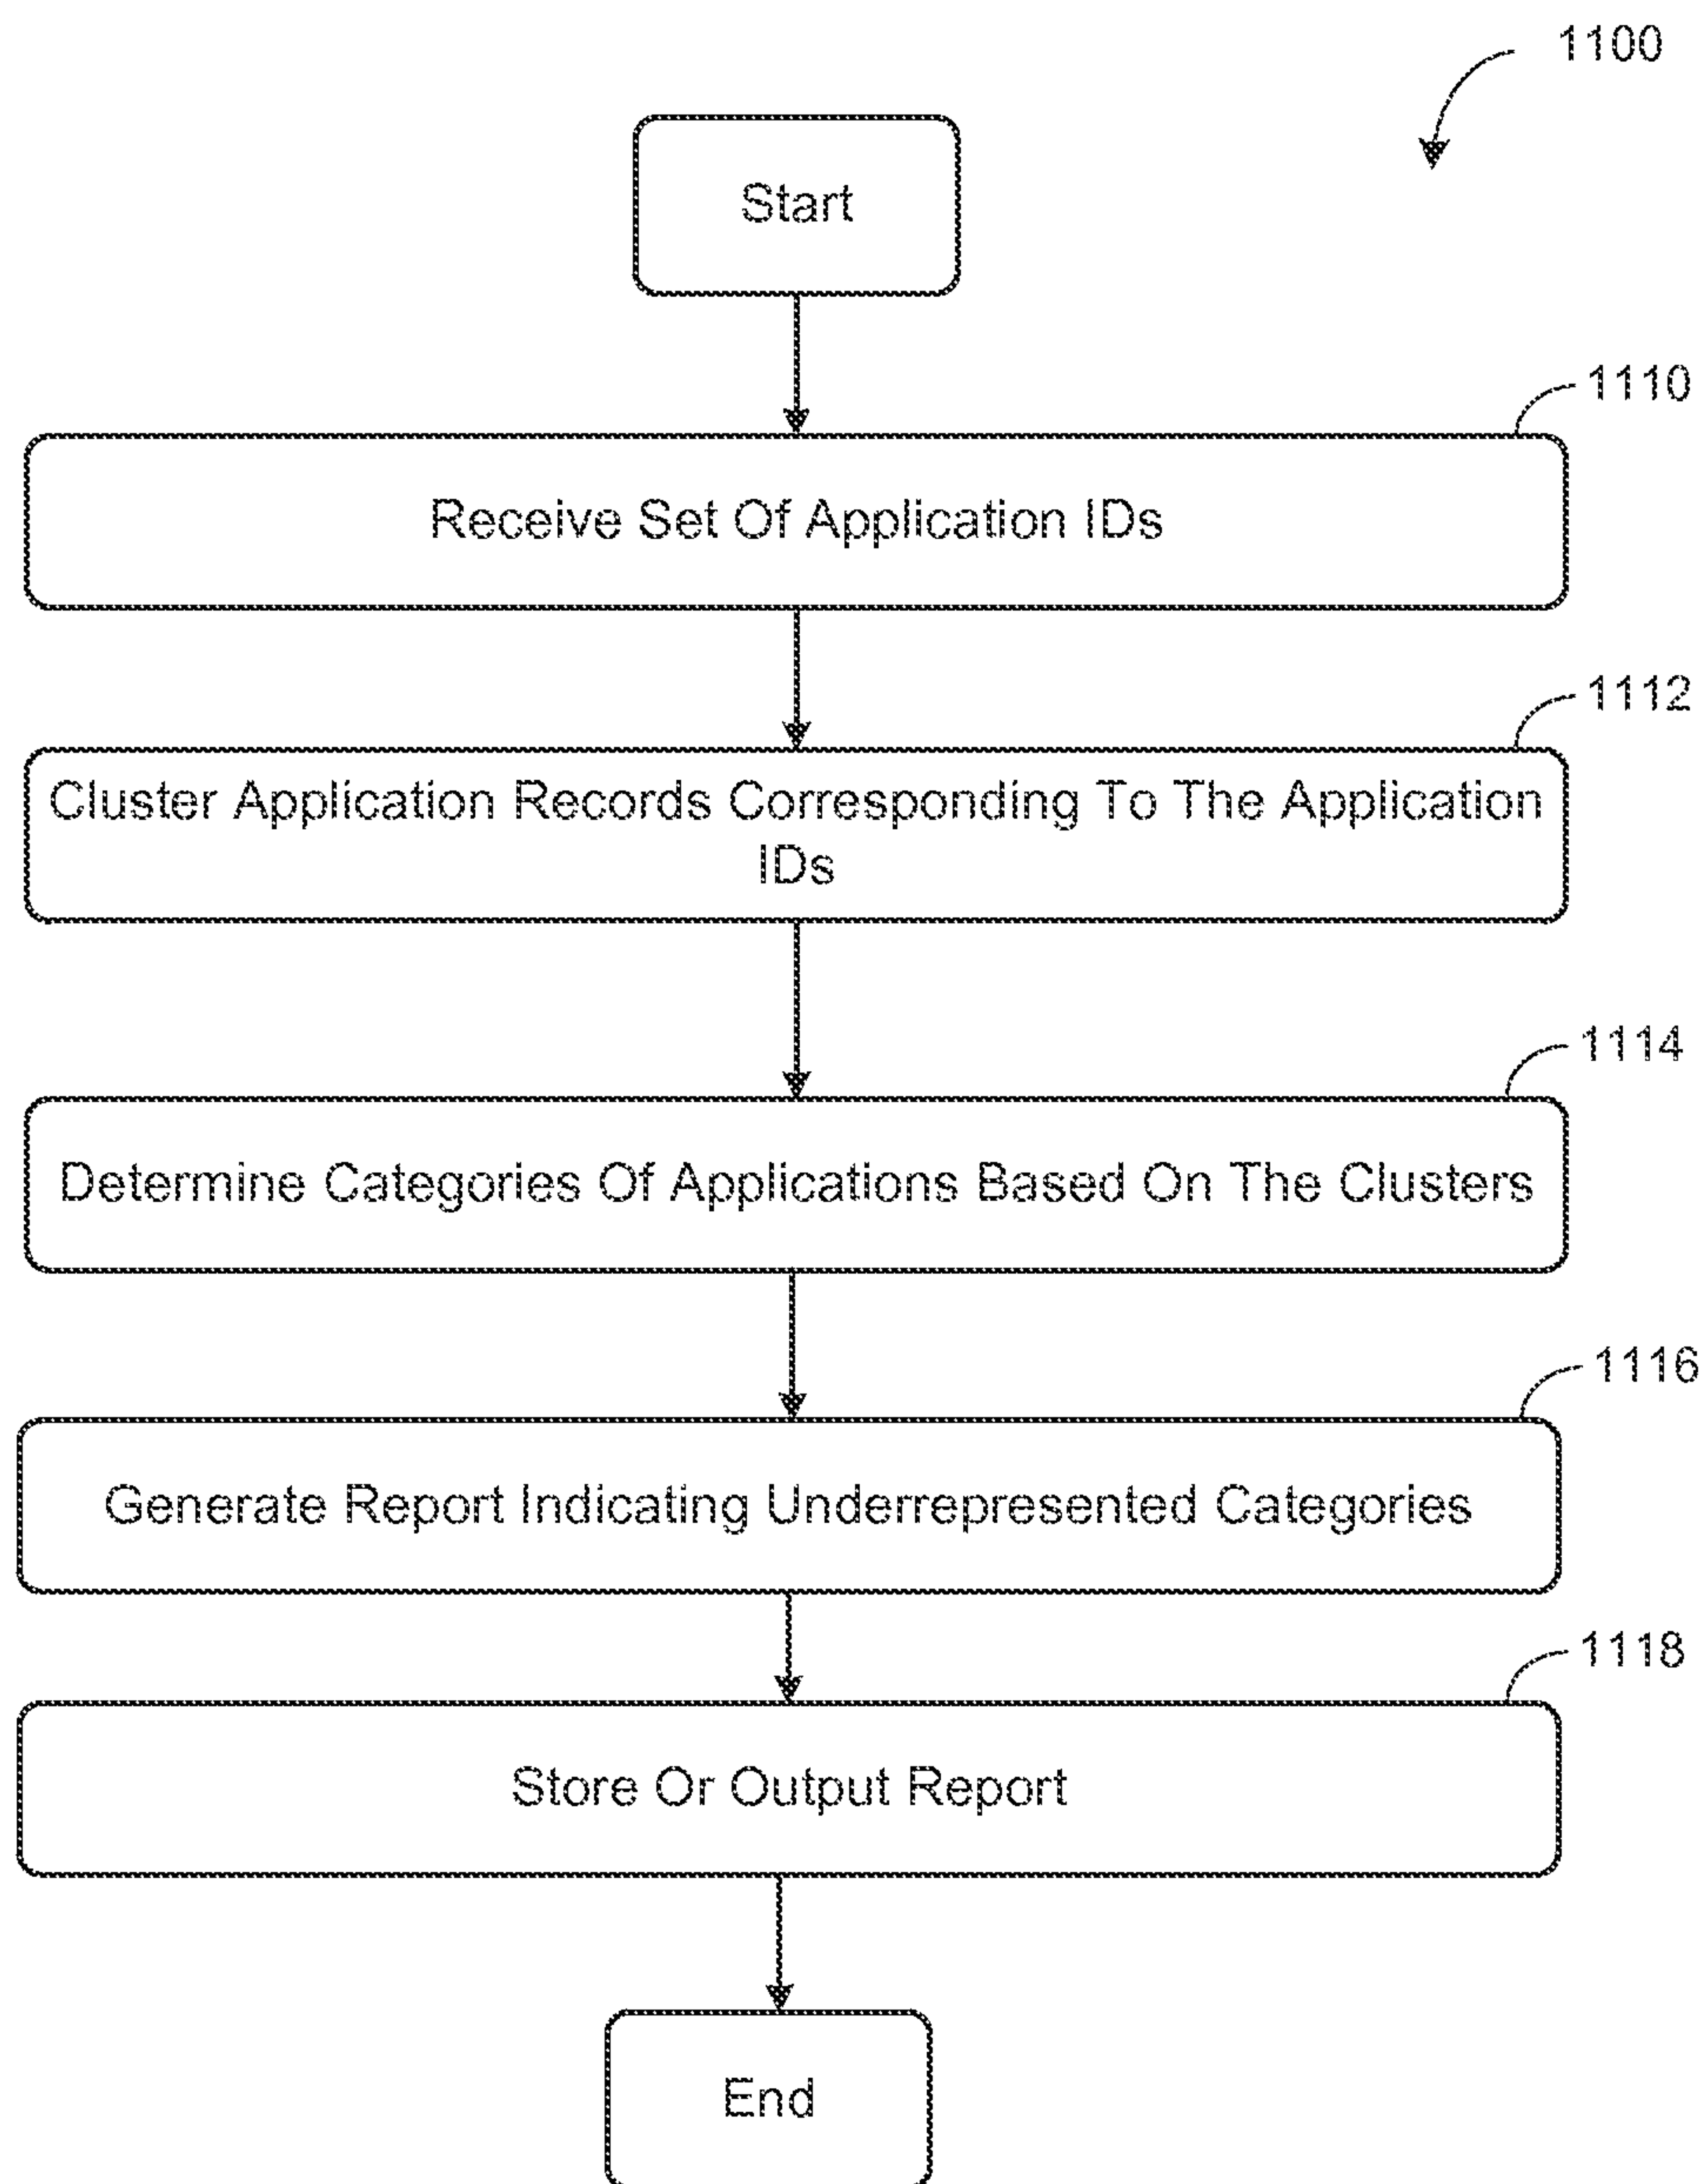 1100
Start
1110
Receive Set Of Application IDs
1112
Cluster Application Records Corresponding To The Application
IDs
1114
Determine Categories Of Applications Based On The Clusters
1116
Generate Report Indicating Underrepresented Categories
1118
Store Or Output Report
End